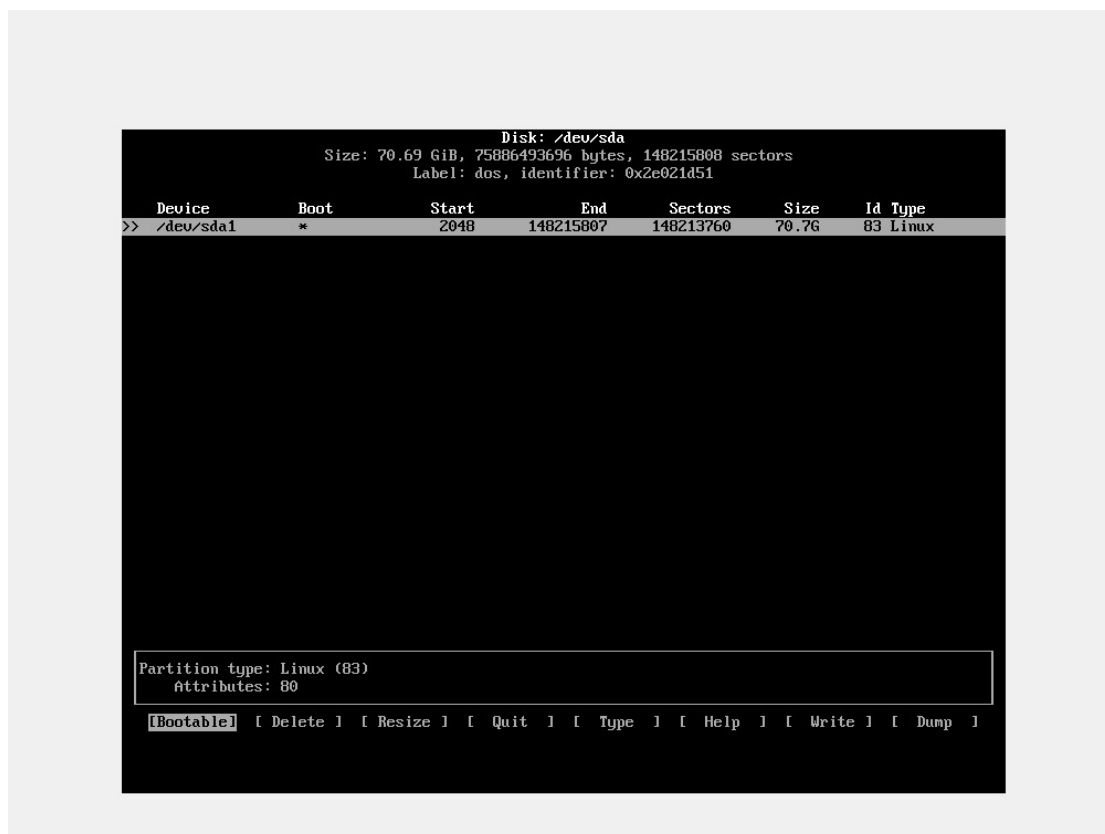 Disk: /dev/sda
Size: 70.69 GiB, 75886493696 bytes, 148215808 sectors
Label: dos, identifier: 0x2e021d51
Device Boot Start End Sectors Size Id Type
>> /dev/sda1 * 2048 148215807 148213760 70.7G 83 Linux
Partition type: Linux (83)
Attributes: 80
[Bootable] [ Delete ] [ Resize ] [ Quit ] [ Type ] [ Help ] [ Write ] [ Dump ]